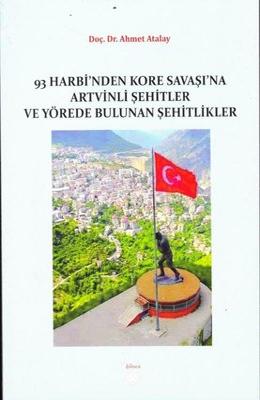 Doç. Dr. Ahmet Atalay
93 HARBİ'NDEN KORE SAVAŞI'NA
ARTVİNLİ ŞEHİTLER
VE YÖREDE BULUNAN ŞEHİTLİKLER